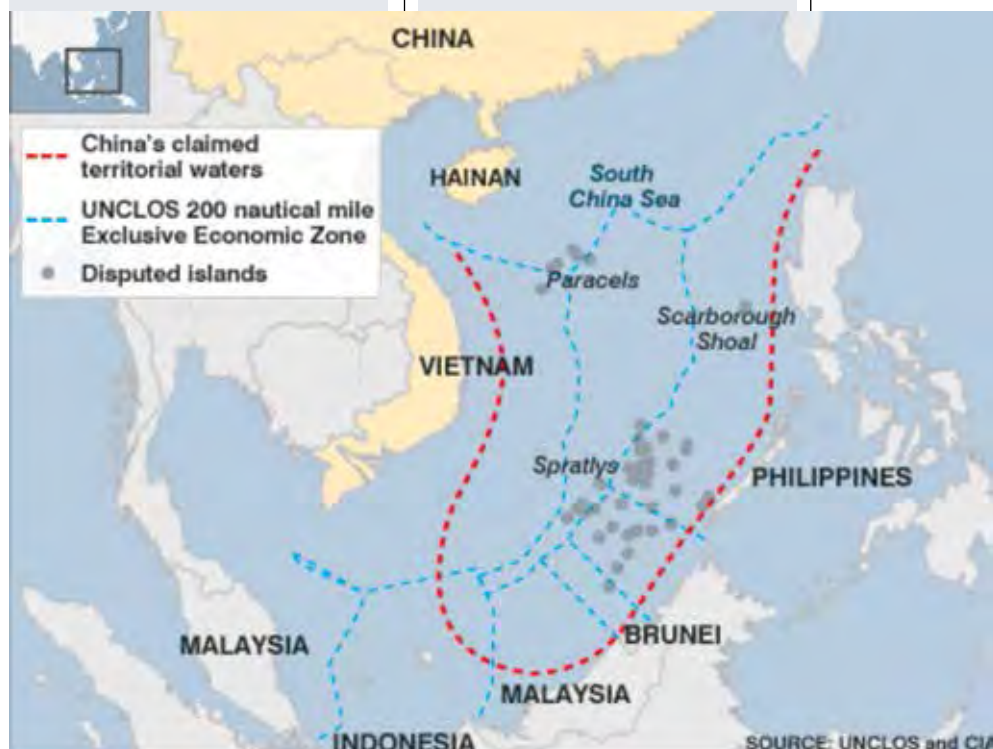 CHINA
China's claimed
territorial waters
UNCLOS 200 nautical mile
Exclusive Economic Zone
Disputed islands
HAINAN
South
China Sea
Paracels
Scarborough
Shoal
VIETNAM
Spratlys
PHILIPPINES
MALAYSIA
BRUNEI
MALAYSIA
INDONESIA
SOURCE: UNCLOS and CIA